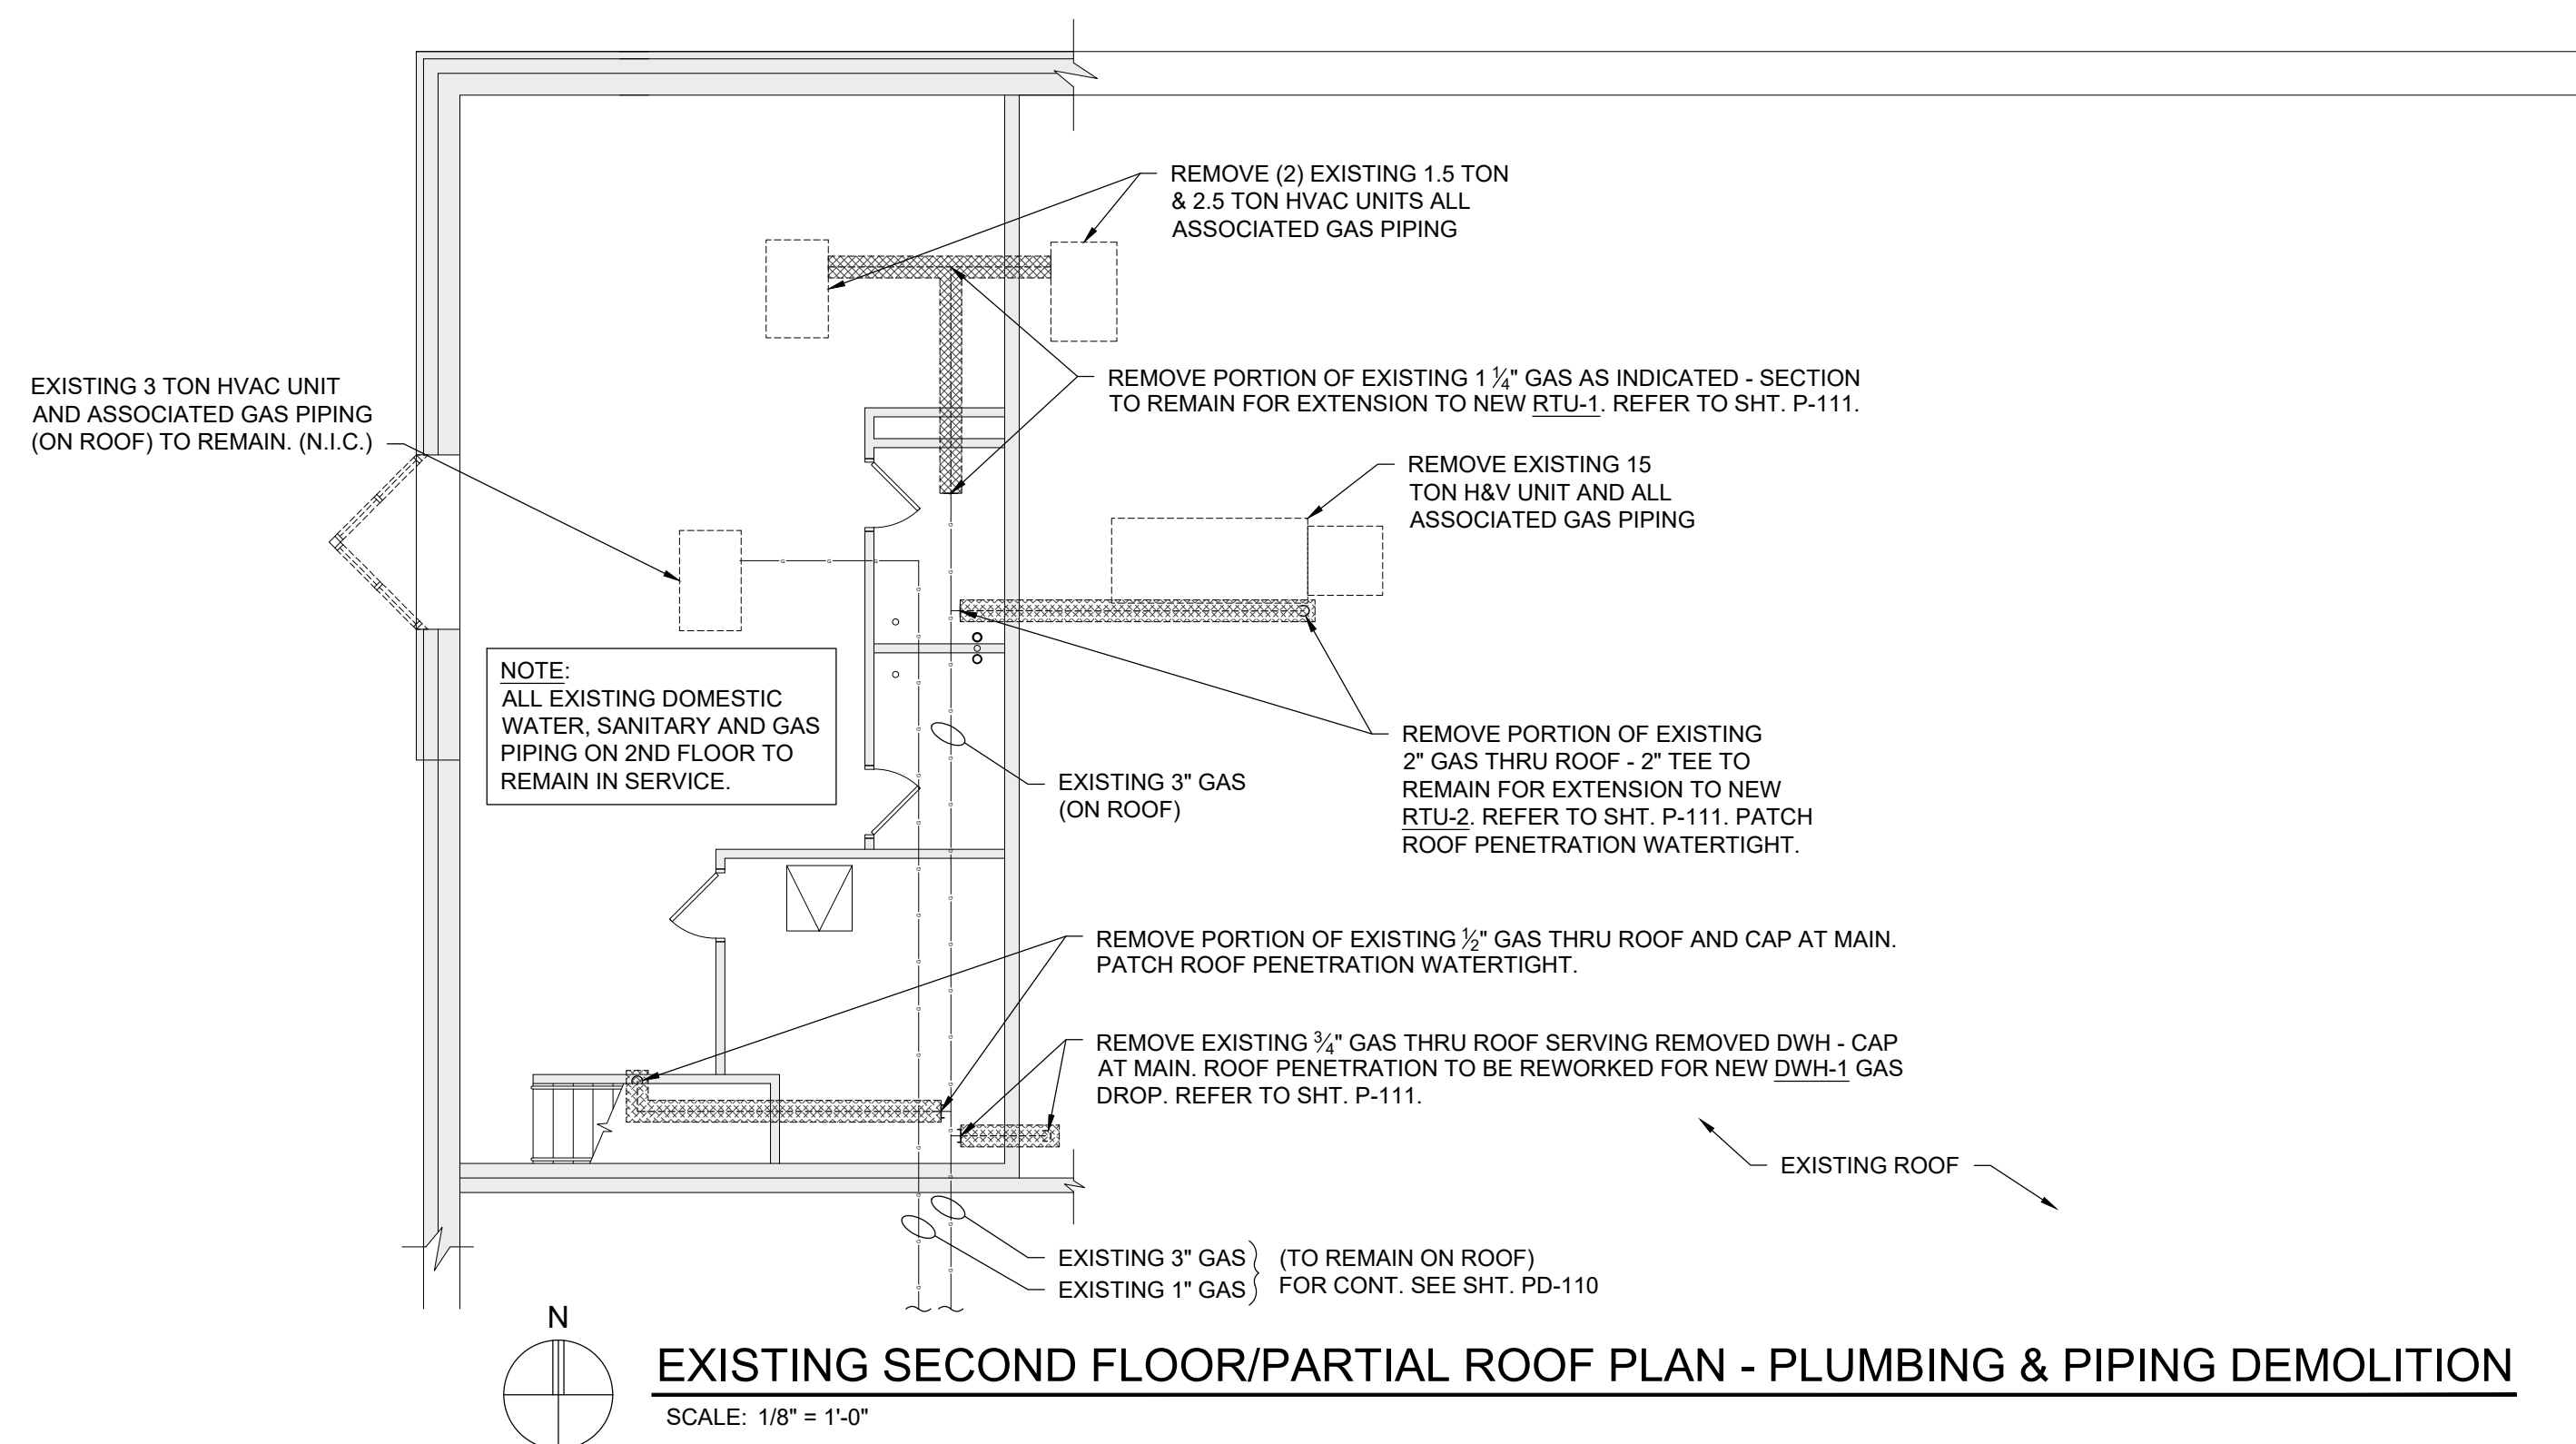 REMOVE (2) EXISTING 1.5 TON
& 2.5 TON HVAC UNITS ALL
ASSOCIATED GAS PIPING
EXISTING 3 TON HVAC UNIT
AND ASSOCIATED GAS PIPING
(ON ROOF) TO REMAIN. (N.I.C.)
REMOVE PORTION OF EXISTING 1 ¼" GAS AS INDICATED - SECTION
TO REMAIN FOR EXTENSION TO NEW RTU-1. REFER TO SHT. P-111.
REMOVE EXISTING 15
TON H&V UNIT AND ALL
ASSOCIATED GAS PIPING
NOTE:
ALL EXISTING DOMESTIC
WATER, SANITARY AND GAS
PIPING ON 2ND FLOOR TO
REMAIN IN SERVICE.
EXISTING 3" GAS
(ON ROOF)
REMOVE PORTION OF EXISTING
2" GAS THRU ROOF - 2" TEE TO
REMAIN FOR EXTENSION TO NEW
RTU-2. REFER TO SHT. P-111. PATCH
ROOF PENETRATION WATERTIGHT.
REMOVE PORTION OF EXISTING ½" GAS THRU ROOF AND CAP AT MAIN.
PATCH ROOF PENETRATION WATERTIGHT.
REMOVE EXISTING ¾" GAS THRU ROOF SERVING REMOVED DWH - CAP
AT MAIN. ROOF PENETRATION TO BE REWORKED FOR NEW DWH-1 GAS
DROP. REFER TO SHT. P-111.
EXISTING ROOF
EXISTING 3" GAS
EXISTING 1" GAS
(TO REMAIN ON ROOF)
FOR CONT. SEE SHT. PD-110
N
EXISTING SECOND FLOOR/PARTIAL ROOF PLAN - PLUMBING & PIPING DEMOLITION
SCALE: 1/8" = 1'-0"